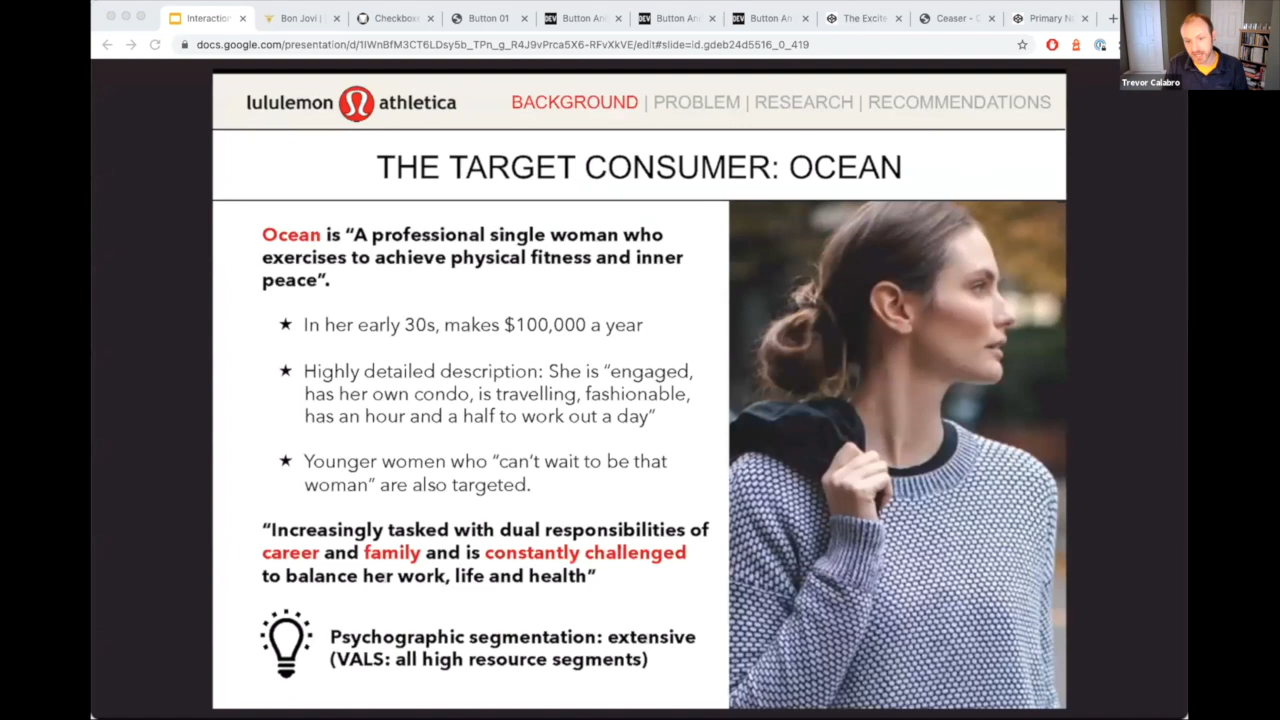 Interaction
Bon Jovi |
Checkbox
Button 01
Button An
Button An
Button An
The Excite
Ceaser - C
Primary N
docs.google.com/presentation/d/1IWnBfM3CT6LDsy5b_TPn_g_R4J9vPrca5X6-RFvXkVE/edit#slide=id.gdeb24d5516_0_419
Trevor Calabro
lululemon athletica
BACKGROUND | PROBLEM | RESEARCH | RECOMMENDATIONS
THE TARGET CONSUMER: OCEAN
Ocean is “A professional single woman who
exercises to achieve physical fitness and inner
peace”.
★ In her early 30s, makes $100,000 a year
★ Highly detailed description: She is “engaged,
has her own condo, is travelling, fashionable,
has an hour and a half to work out a day”
★ Younger women who “can’t wait to be that
woman” are also targeted.
“Increasingly tasked with dual responsibilities of
career and family and is constantly challenged
to balance her work, life and health”
Psychographic segmentation: extensive
(VALS: all high resource segments)